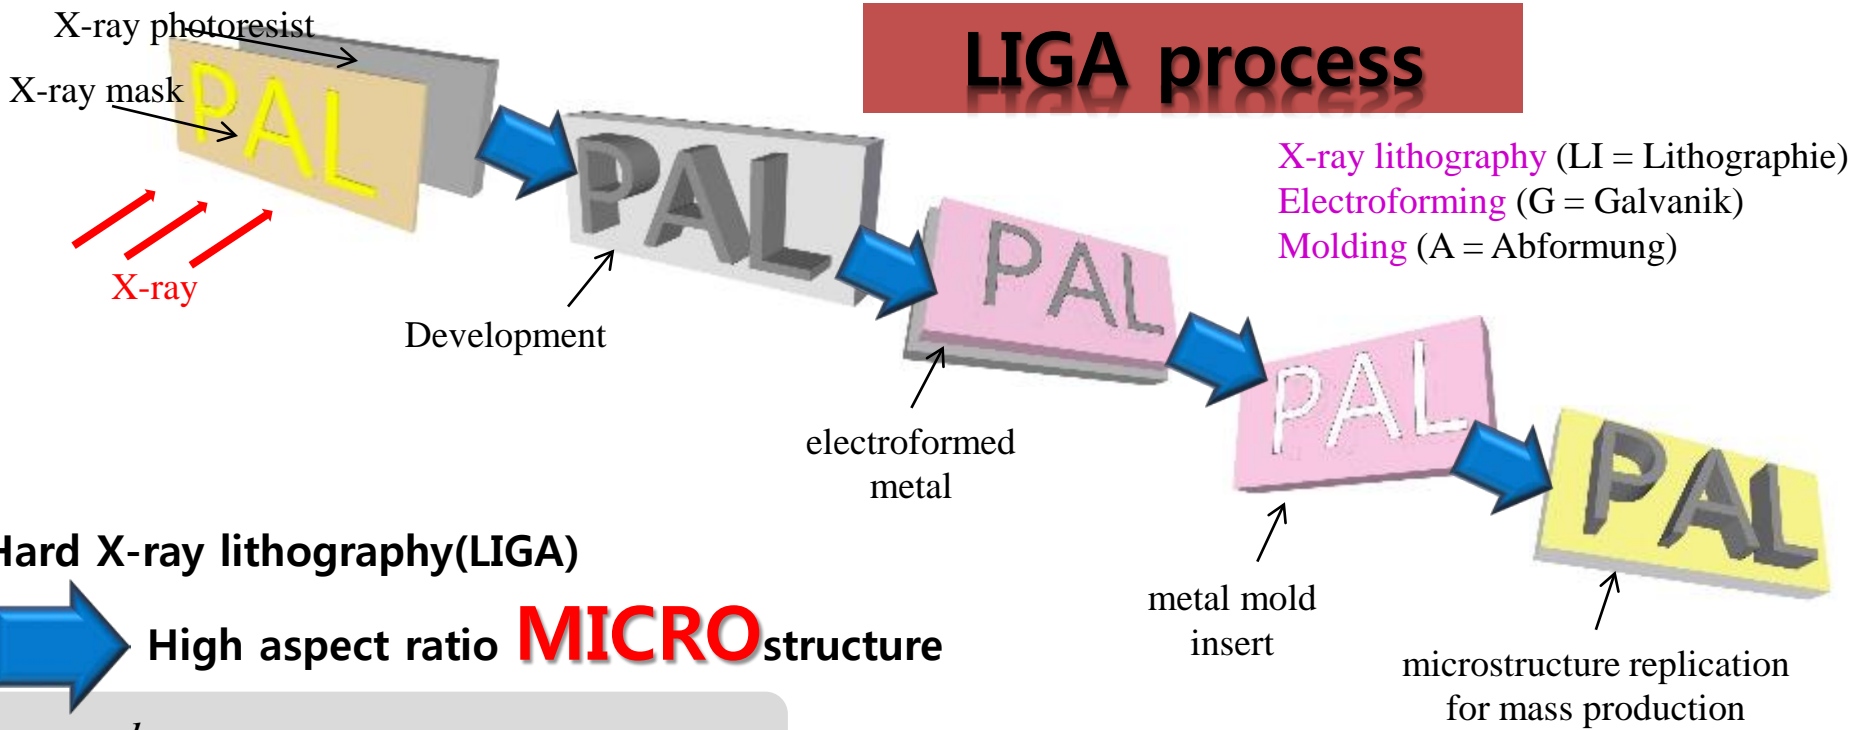 X-ray photoresist
X-ray mask
PAL
X-ray
LIGA process
X-ray lithography (LI = Lithographie)
Electroforming (G = Galvanik)
Molding (A = Abformung)
PAL
Development
PAL
electroformed
metal
PAL
metal mold
insert
PAL
microstructure replication
for mass production
Hard X-ray lithography(LIGA)
High aspect ratio MICROstructure